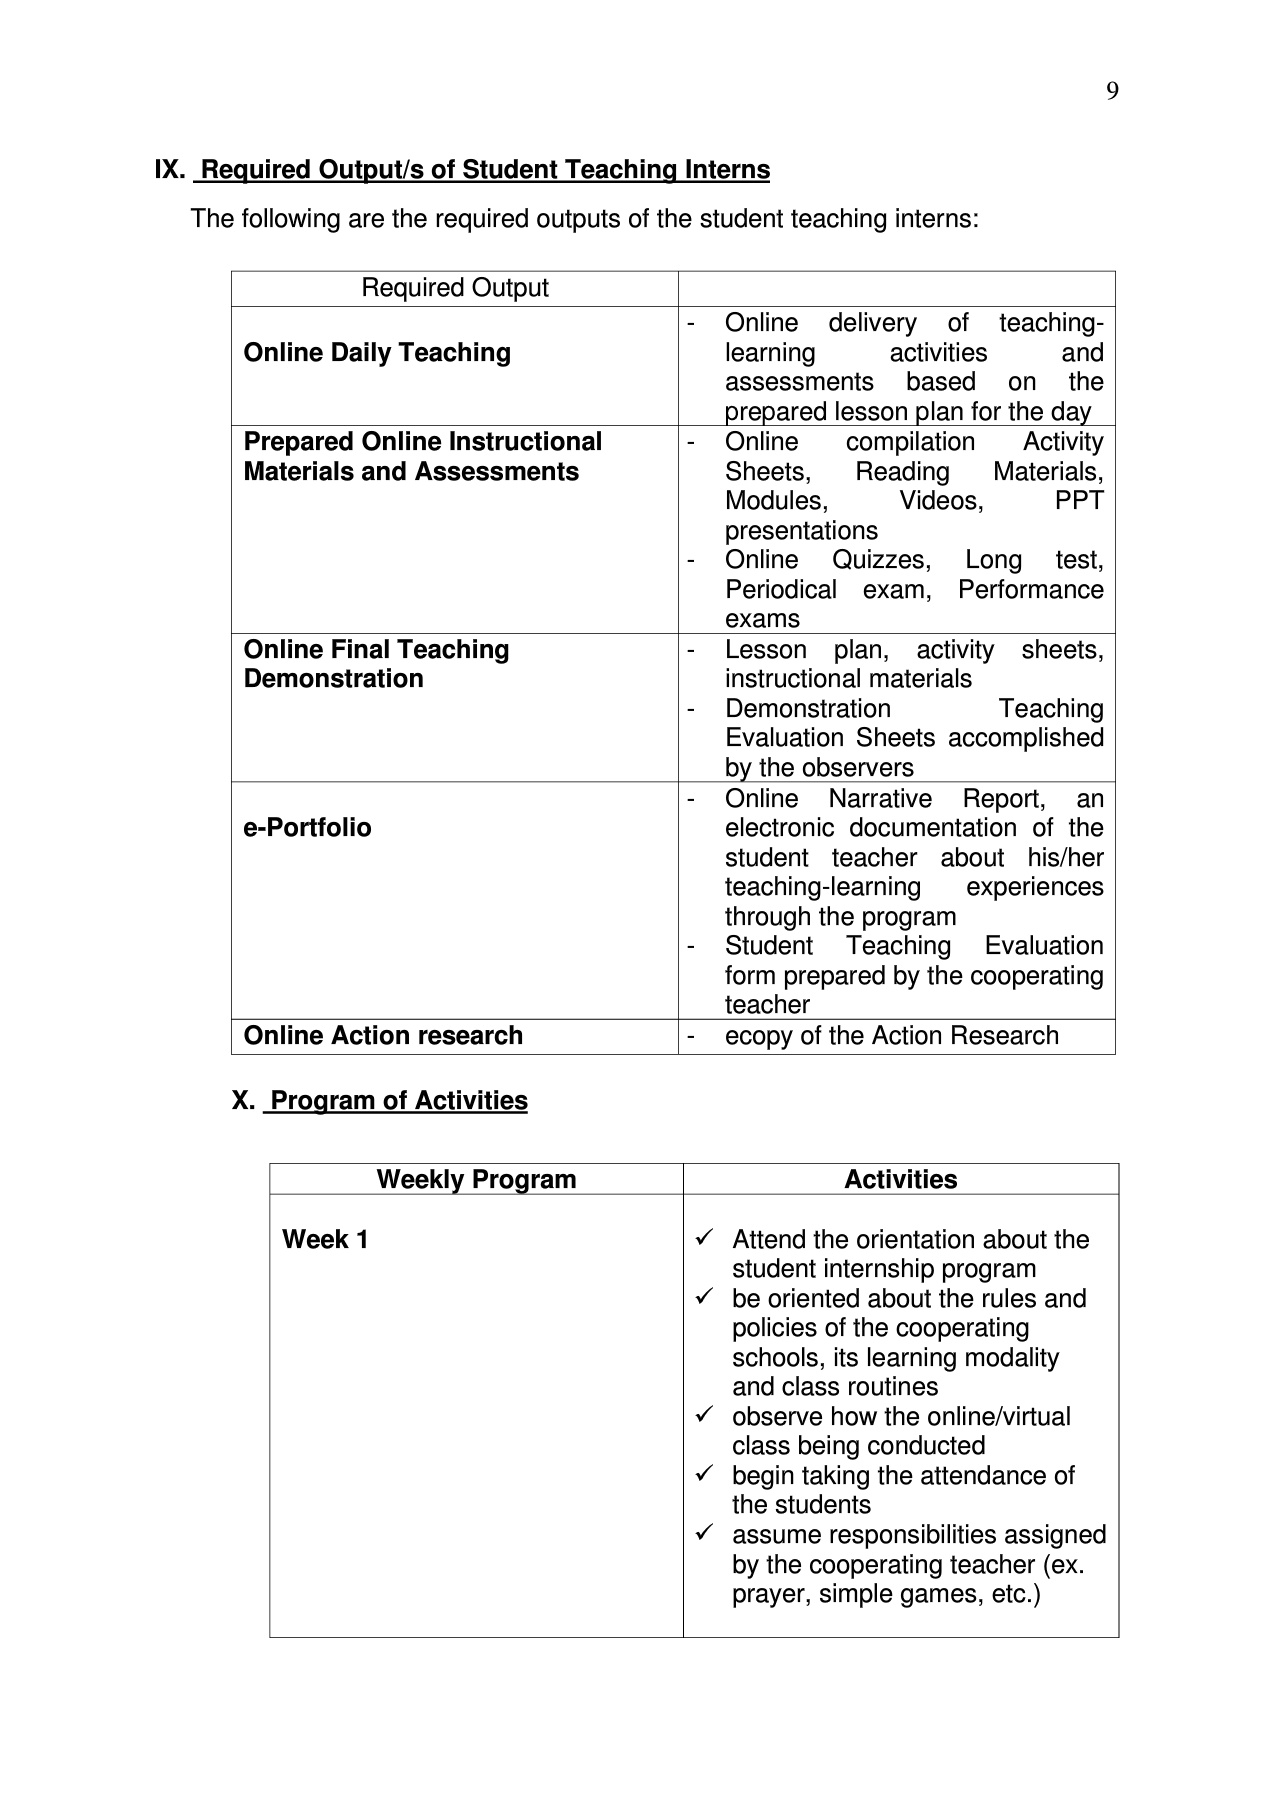 9
IX. Required Output/s of Student Teaching Interns
The following are the required outputs of the student teaching interns:
Required Output
Online Daily Teaching
- Online delivery of teaching-
learning activities and
assessments based on the
prepared lesson plan for the day
Prepared Online Instructional
Materials and Assessments
- Online compilation Activity
Sheets, Reading Materials,
Modules, Videos, PPT
presentations
- Online Quizzes, Long test,
Periodical exam, Performance
exams
Online Final Teaching
Demonstration
- Lesson plan, activity sheets,
instructional materials
- Demonstration Teaching
Evaluation Sheets accomplished
by the observers
e-Portfolio
- Online Narrative Report, an
electronic documentation of the
student teacher about his/her
teaching-learning experiences
through the program
- Student Teaching Evaluation
form prepared by the cooperating
teacher
Online Action research
- ecopy of the Action Research
X. Program of Activities
Weekly Program
Activities
Week 1
✓ Attend the orientation about the
student internship program
✓ be oriented about the rules and
policies of the cooperating
schools, its learning modality
and class routines
✓ observe how the online/virtual
class being conducted
✓ begin taking the attendance of
the students
✓ assume responsibilities assigned
by the cooperating teacher (ex.
prayer, simple games, etc.)